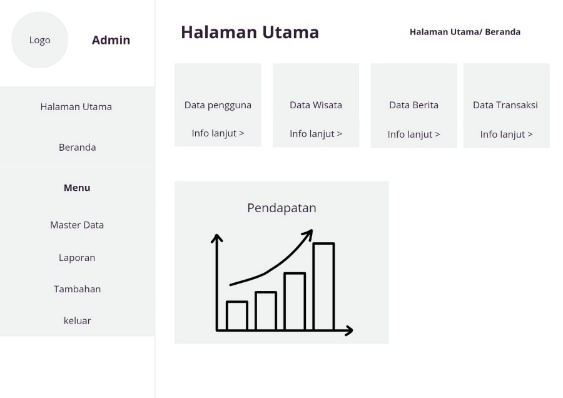 Logo
Admin
Halaman Utama
Beranda
Menu
Master Data
Laporan
Tambahan
keluar
Halaman Utama
Halaman Utama/ Beranda
Data pengguna
Info lanjut >
Data Wisata
Info lanjut >
Data Berita
Info lanjut >
Data Transaksi
Info lanjut >
Pendapatan